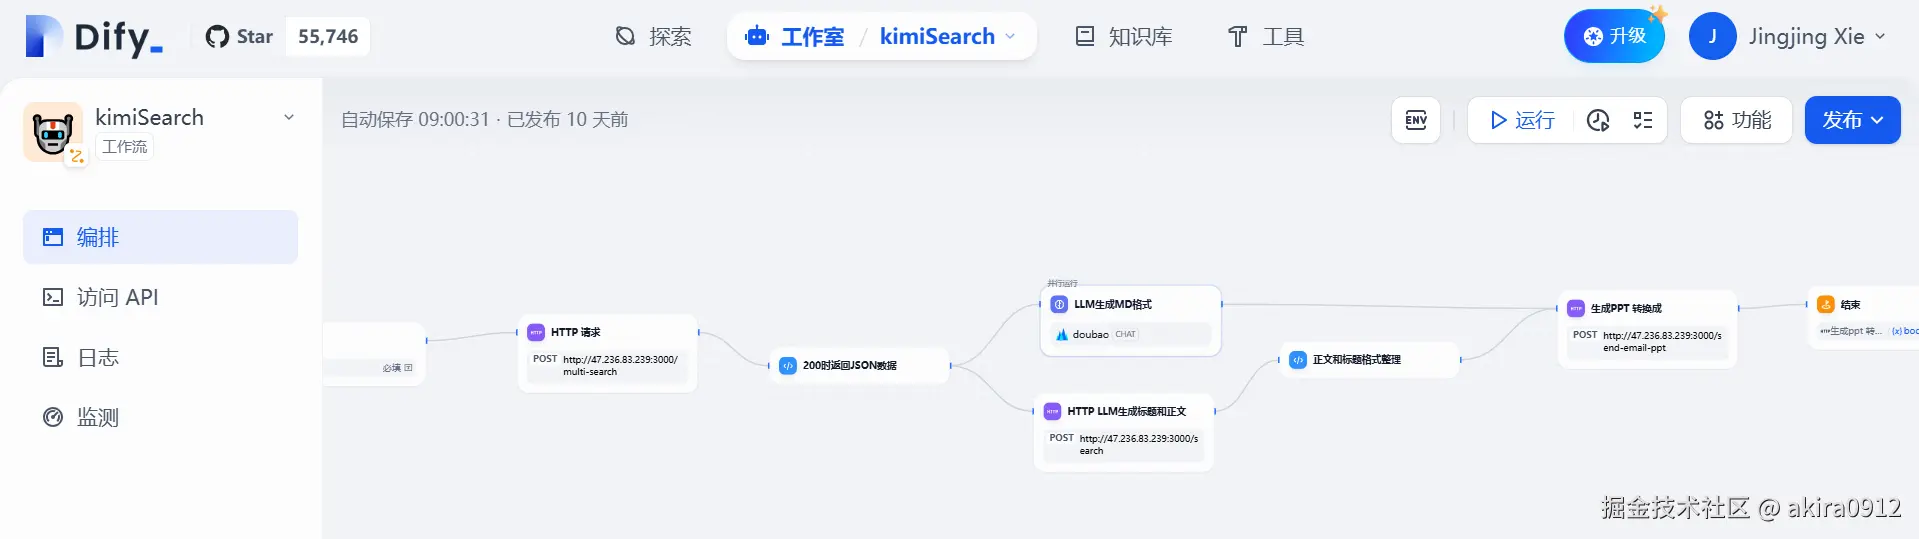 Dify_
Star 55,746
探索
工作室 / kimiSearch
知识库
工具
升级
J
Jingjing Xie
kimiSearch
工作流
自动保存 09:00:31 · 已发布 10 天前
ENV
运行
功能
发布
编排
访问 API
日志
监测
必填
HTTP 请求
POST http://47.236.83.239:3000/
multi-search
200时返回JSON数据
并行运行
LLM生成MD格式
doubao CHAT
HTTP LLM生成标题和正文
POST http://47.236.83.239:3000/s
earch
正文和标题格式整理
生成PPT 转换成
POST http://47.236.83.239:3000/s
end-email-ppt
结束
HTTP 生成ppt 转... {x} boo
掘金技术社区 @ akira0912